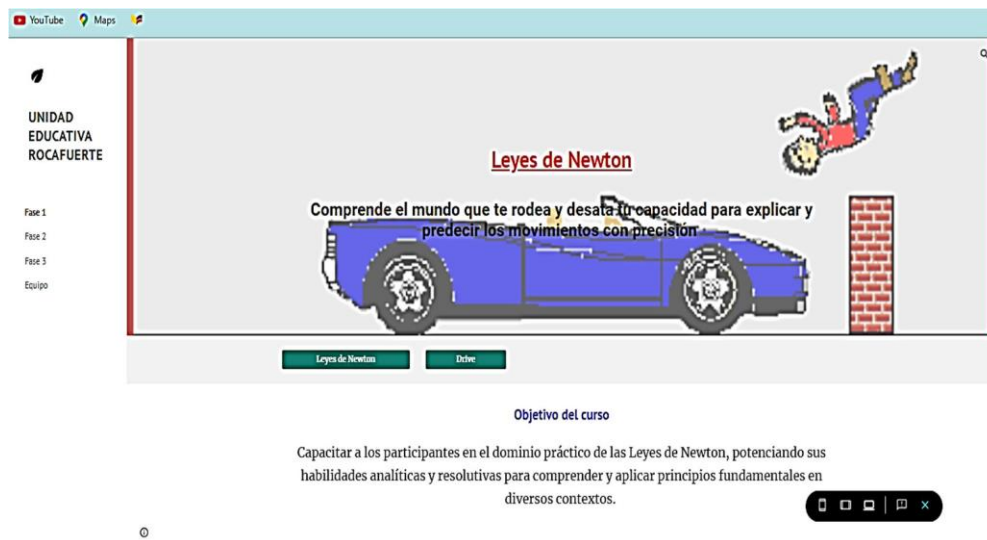 YouTube Maps
UNIDAD
EDUCATIVA
ROCAFUERTE
Fase 1
Fase 2
Fase 3
Equipo
Leyes de Newton
Comprende el mundo que te rodea y desata tu capacidad para explicar y
predecir los movimientos con precisión
Leyes de Newton Drive
Objetivo del curso
Capacitar a los participantes en el dominio práctico de las Leyes de Newton, potenciando sus
habilidades analíticas y resolutivas para comprender y aplicar principios fundamentales en
diversos contextos.